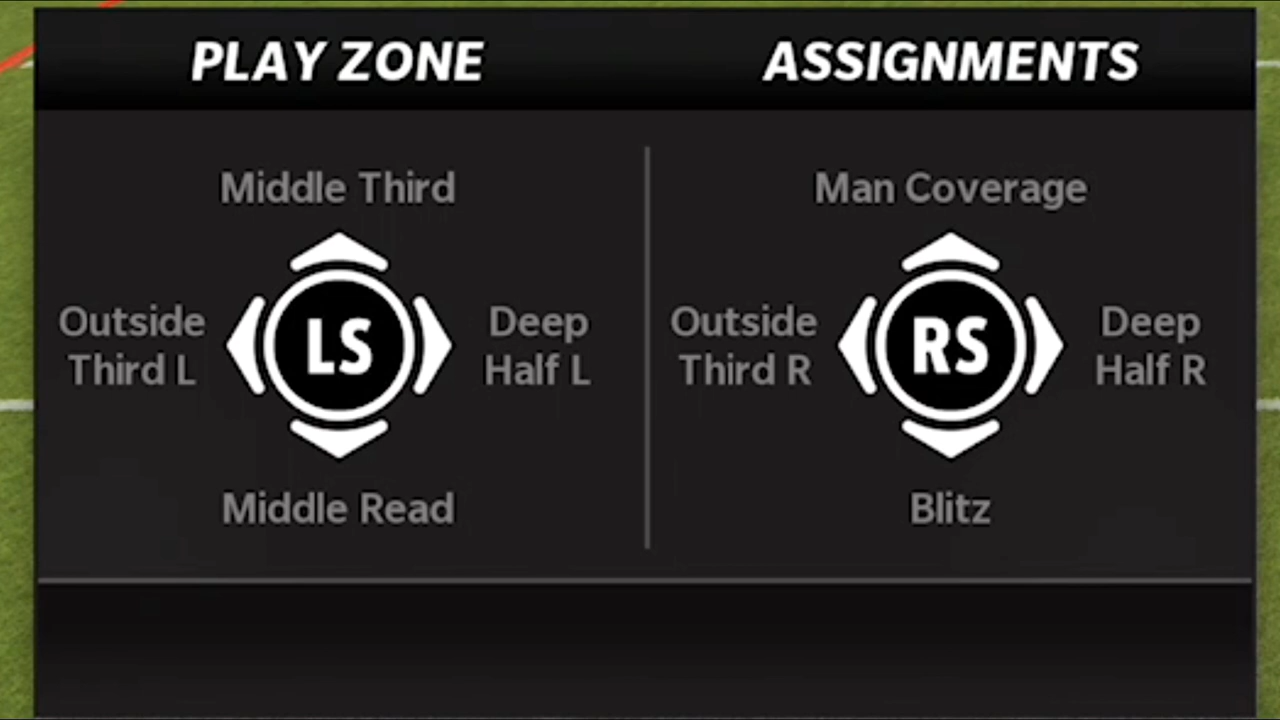 PLAY ZONE
ASSIGNMENTS
Middle Third
Man Coverage
Outside
Third L
LS
Deep
Half L
Outside
Third R
RS
Deep
Half R
Middle Read
Blitz